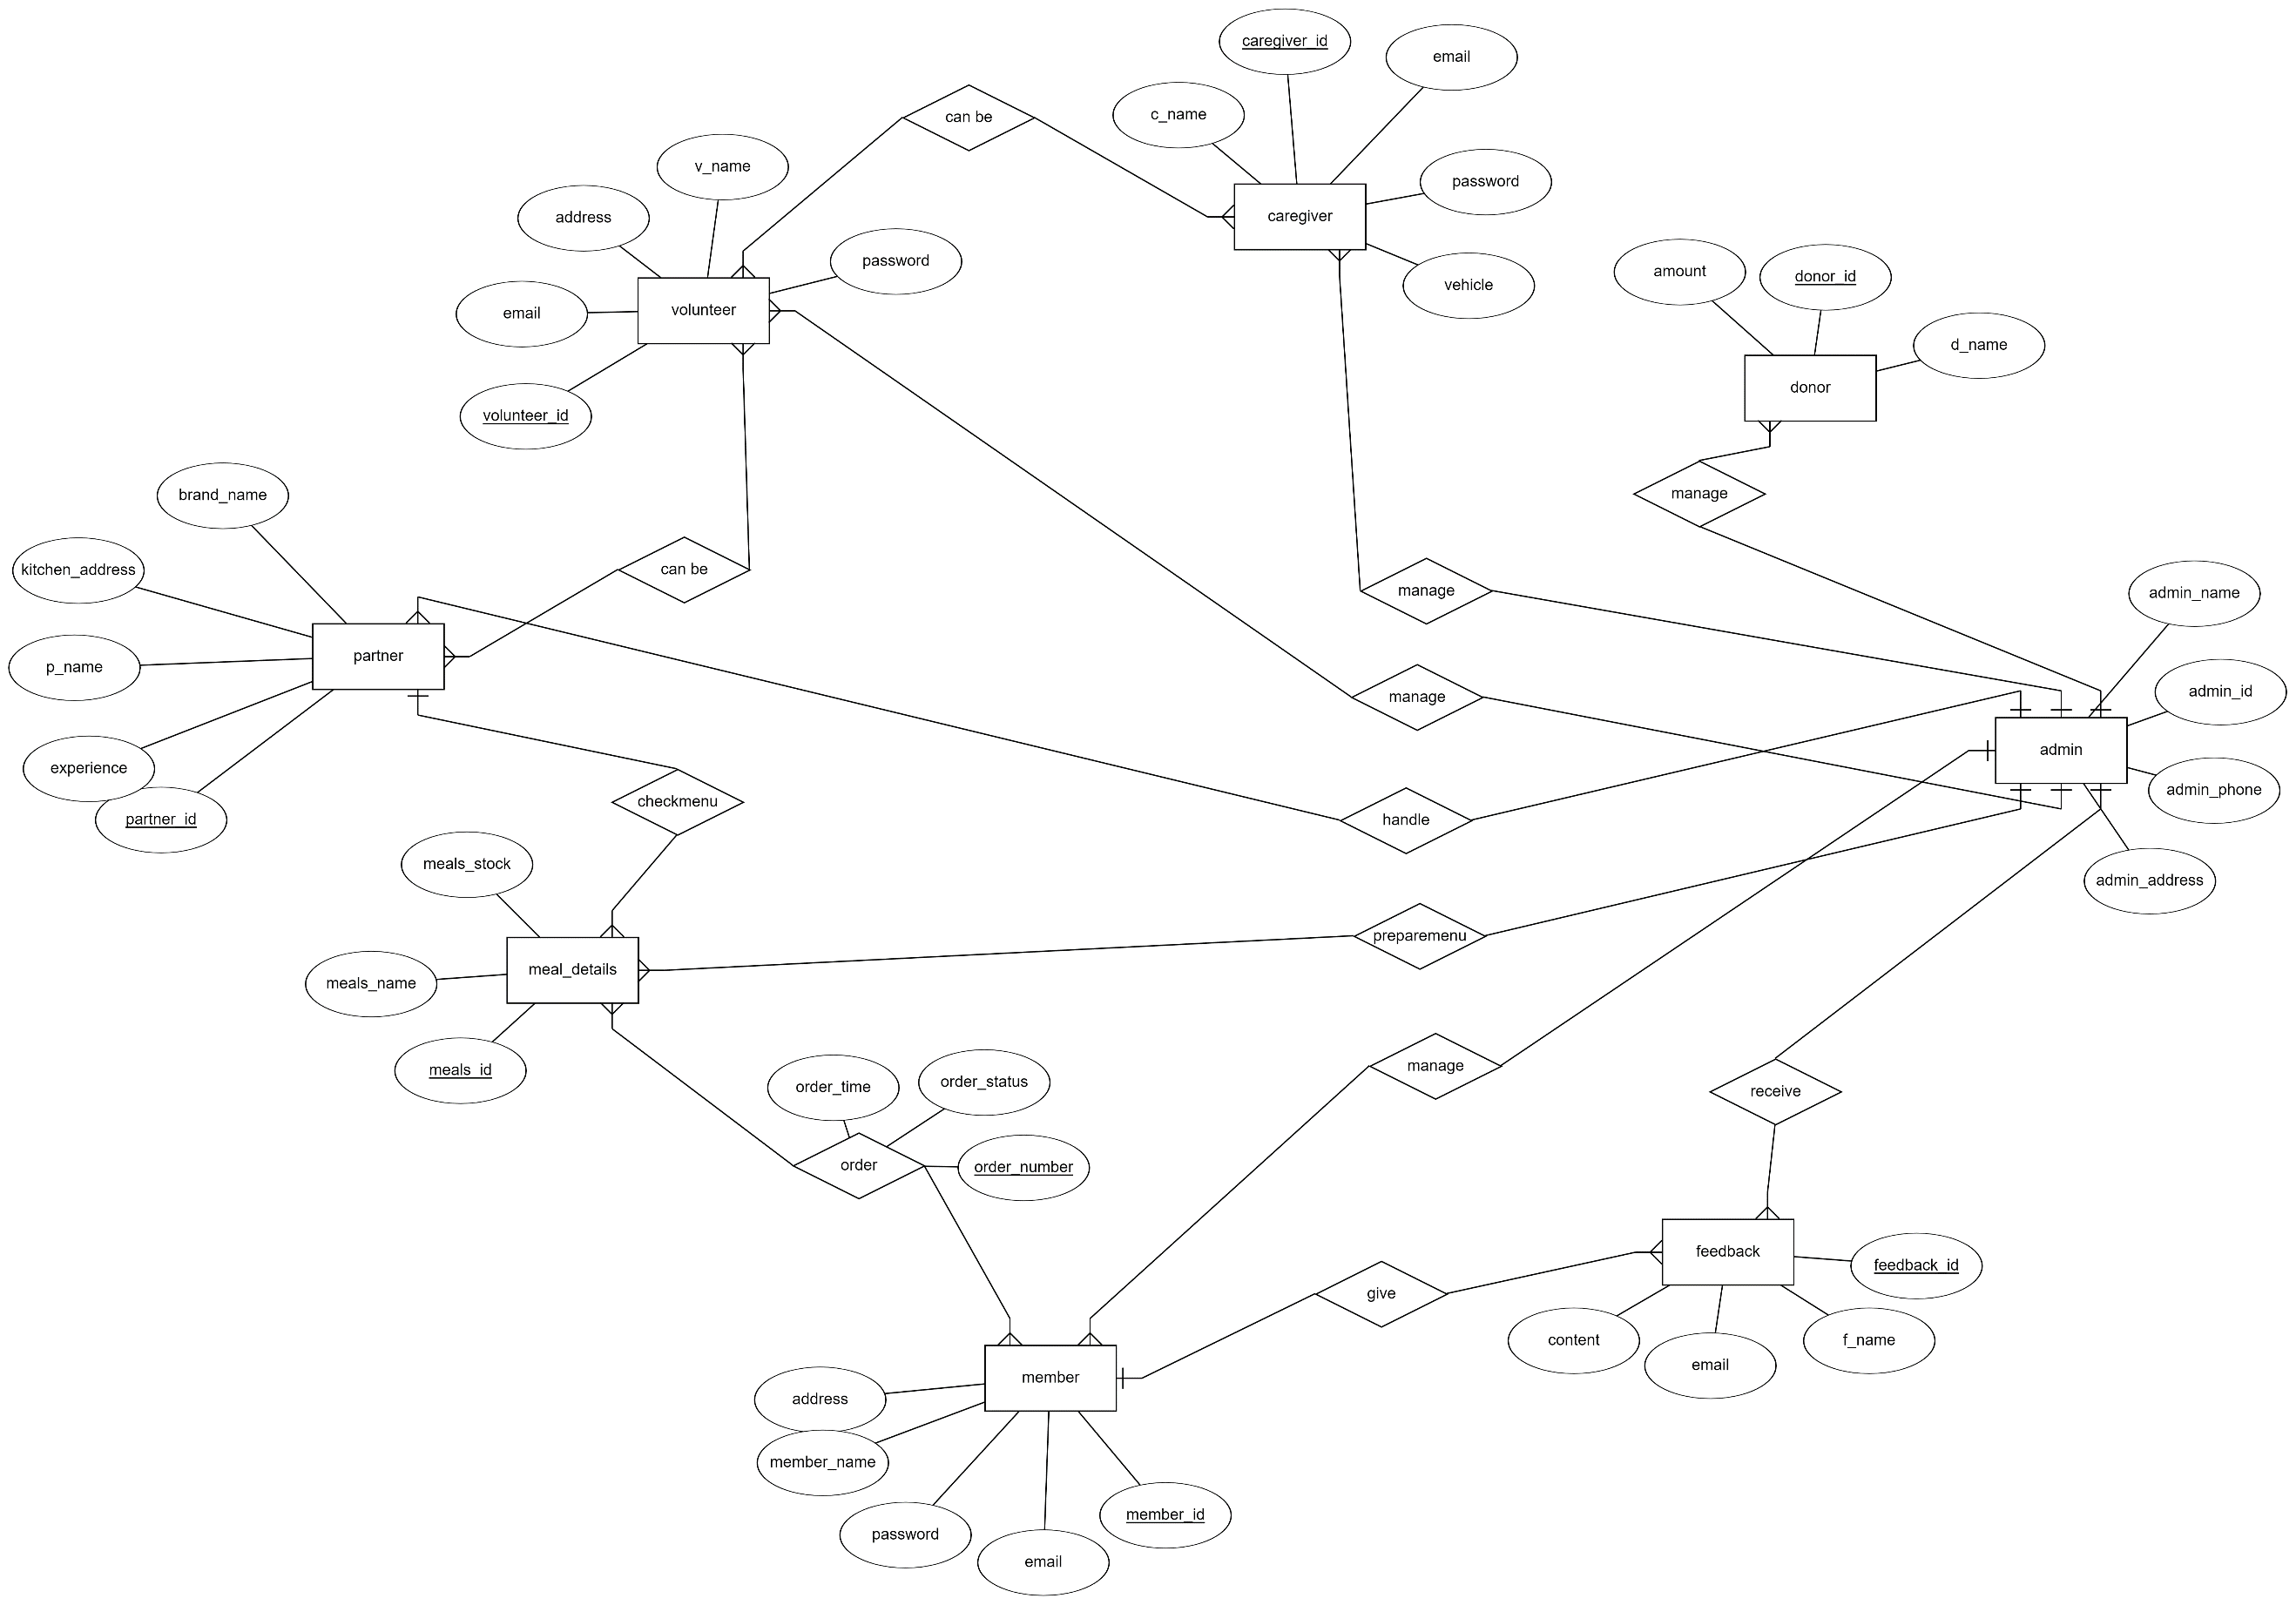 caregiver_id
email
c_name
can be
v_name
password
address
caregiver
password
vehicle
volunteer
email
volunteer_id
amount
donor_id
d_name
donor
manage
brand_name
kitchen_address
can be
manage
admin_name
partner
p_name
manage
admin_id
admin
experience
partner_id
checkmenu
handle
admin_phone
meals_stock
admin_address
preparemenu
meal_details
meals_name
meals_id
manage
order_time
order_status
receive
order
order_number
feedback
feedback_id
give
content
email
f_name
member
address
member_name
password
email
member_id